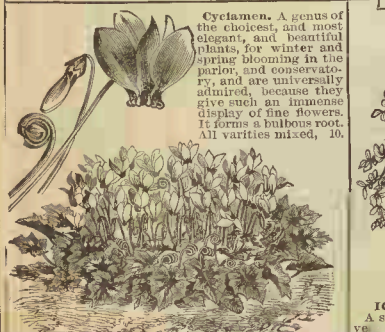 Cyclamen. A genus of
the choicest, and most
elegant, and beautiful
plants, for winter and
spring blooming in the
parlor, and conservato-
ry, and are universally
admired, because they
give such an immense
display of fine flowers.
It forms a bulbous root.
All varities mixed, 10.
A s
ve